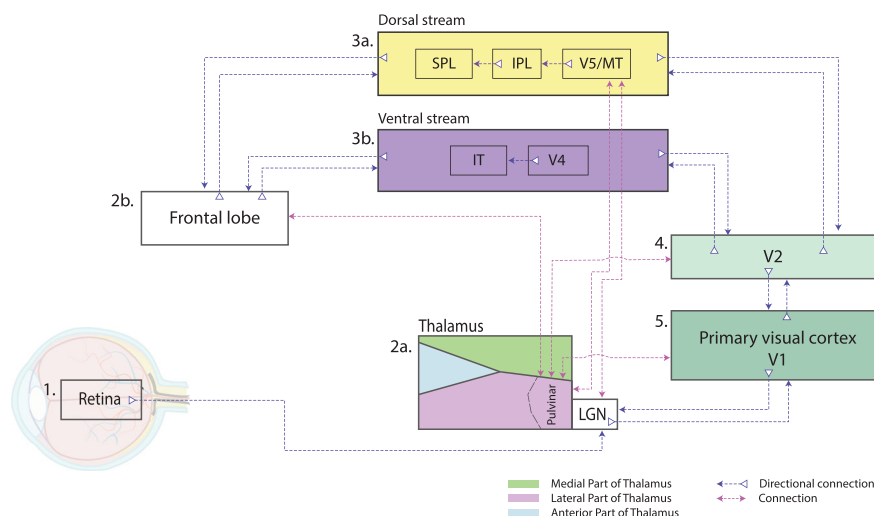 Dorsal stream
3a.
SPL
IPL
V5/MT
Ventral stream
3b.
IT
V4
2b.
Frontal lobe
4.
V2
5.
Primary visual cortex
V1
Thalamus
2a.
Pulvinar
LGN
1.
Retina
Medial Part of Thalamus
Lateral Part of Thalamus
Anterior Part of Thalamus
Directional connection
Connection